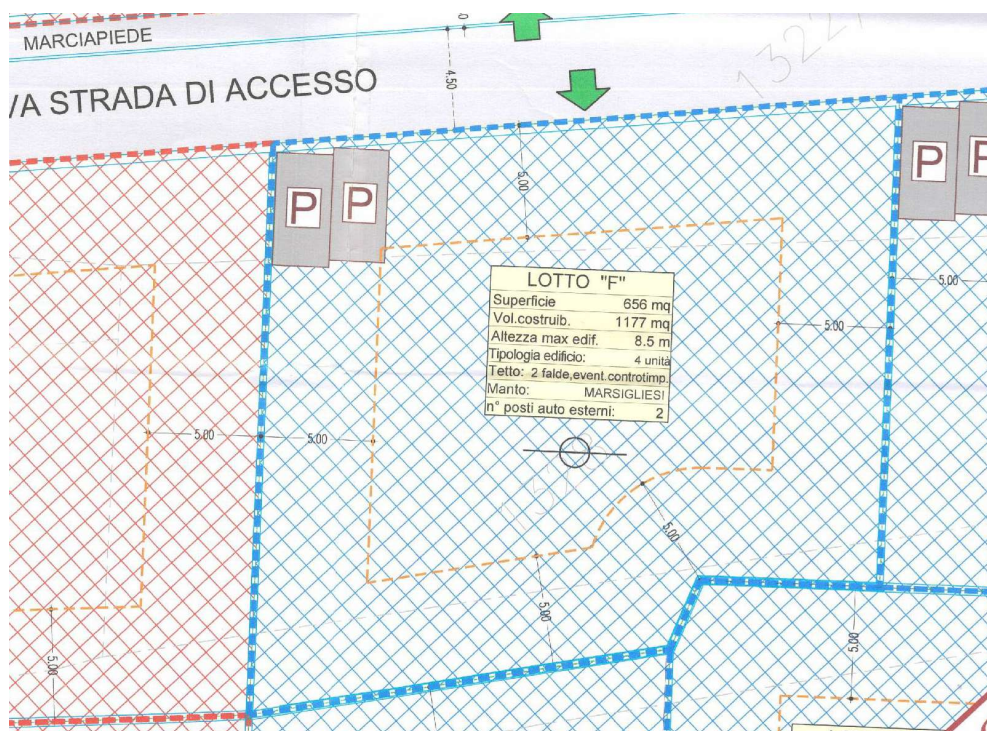 MARCIAPIEDE
VA STRADA DI ACCESSO
4.50
1322
P P
P P
5.00
LOTTO "F"
Superficie 656 mq
Vol.costruib. 1177 mq
Altezza max edif. 8.5 m
Tipologia edificio: 4 unità
Tetto: 2 falde,event.controtimp.
Manto: MARSIGLIESI
n° posti auto esterni: 2
5.00
5.00
5.00
5.00
5.00
5.00
5.00
5.00